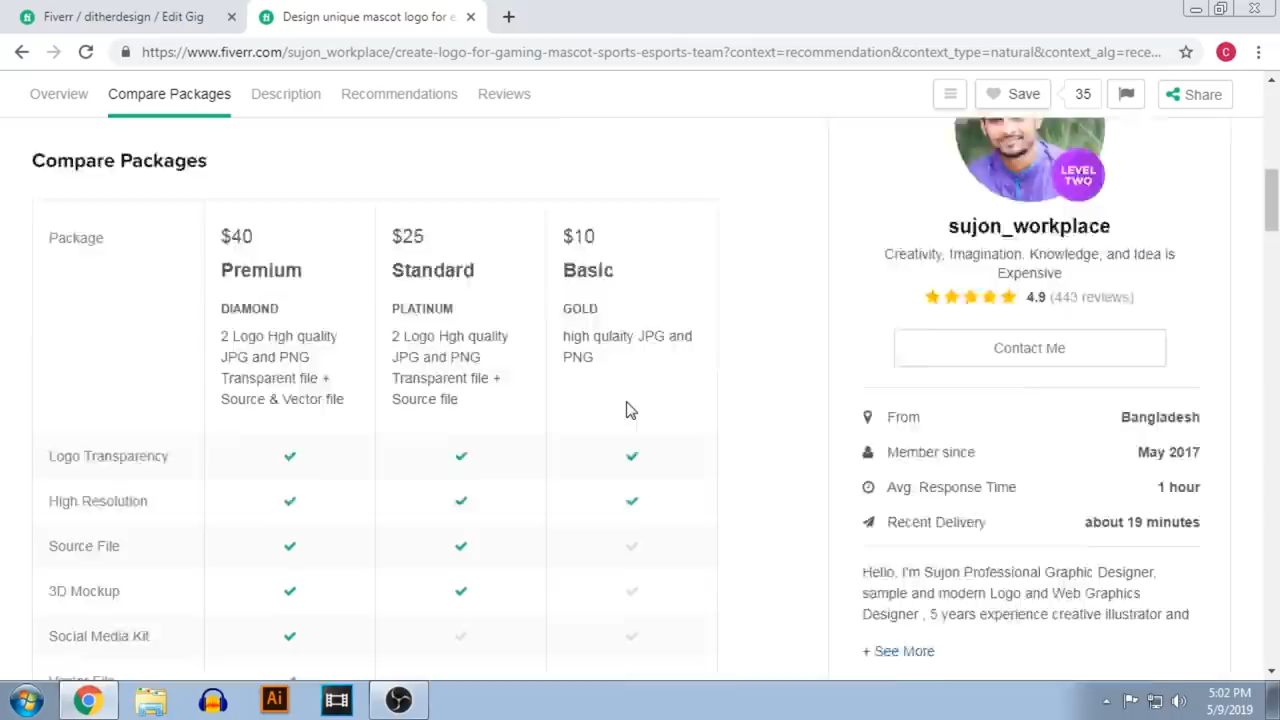 Fiverr / ditherdesign / Edit Gig
Design unique mascot logo for e
https://www.fiverr.com/sujon_workplace/create-logo-for-gaming-mascot-sports-esports-team?context=recommendation&context_type=natural&context_alg=rece...
C
Overview Compare Packages Description Recommendations Reviews
Save 35 Share
Compare Packages
Package
$40
Premium
DIAMOND
2 Logo Hgh quality
JPG and PNG
Transparent file +
Source & Vector file
$25
Standard
PLATINUM
2 Logo Hgh quality
JPG and PNG
Transparent file +
Source file
$10
Basic
GOLD
high qulaity JPG and
PNG
Logo Transparency
High Resolution
Source File
3D Mockup
Social Media Kit
LEVEL
TWO
sujon_workplace
Creativity, Imagination. Knowledge, and Idea is
Expensive
4.9 (443 reviews)
Contact Me
From Bangladesh
Member since May 2017
Avg. Response Time 1 hour
Recent Delivery about 19 minutes
Hello, I'm Sujon Professional Graphic Designer,
sample and modern Logo and Web Graphics
Designer , 5 years experience creative illustrator and
+ See More
Ai
5:02 PM
5/9/2019